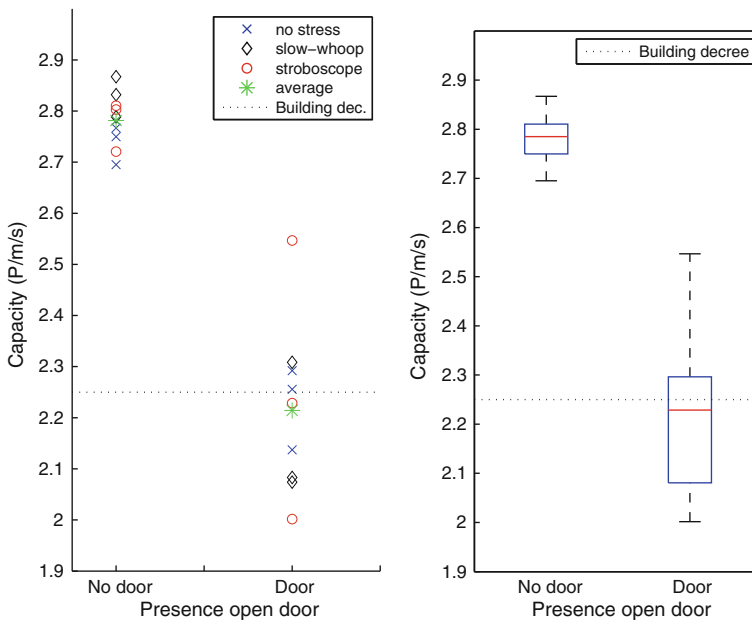 no stress
slow-whoop
stroboscope
average
Building dec.
2.9
2.8
2.7
2.6
2.5
2.4
2.3
2.2
2.1
2
1.9
Capacity (P/m/s)
No door
Door
Presence open door
Building decree
2.9
2.8
2.7
2.6
2.5
2.4
2.3
2.2
2.1
2
1.9
Capacity (P/m/s)
No door
Door
Presence open door